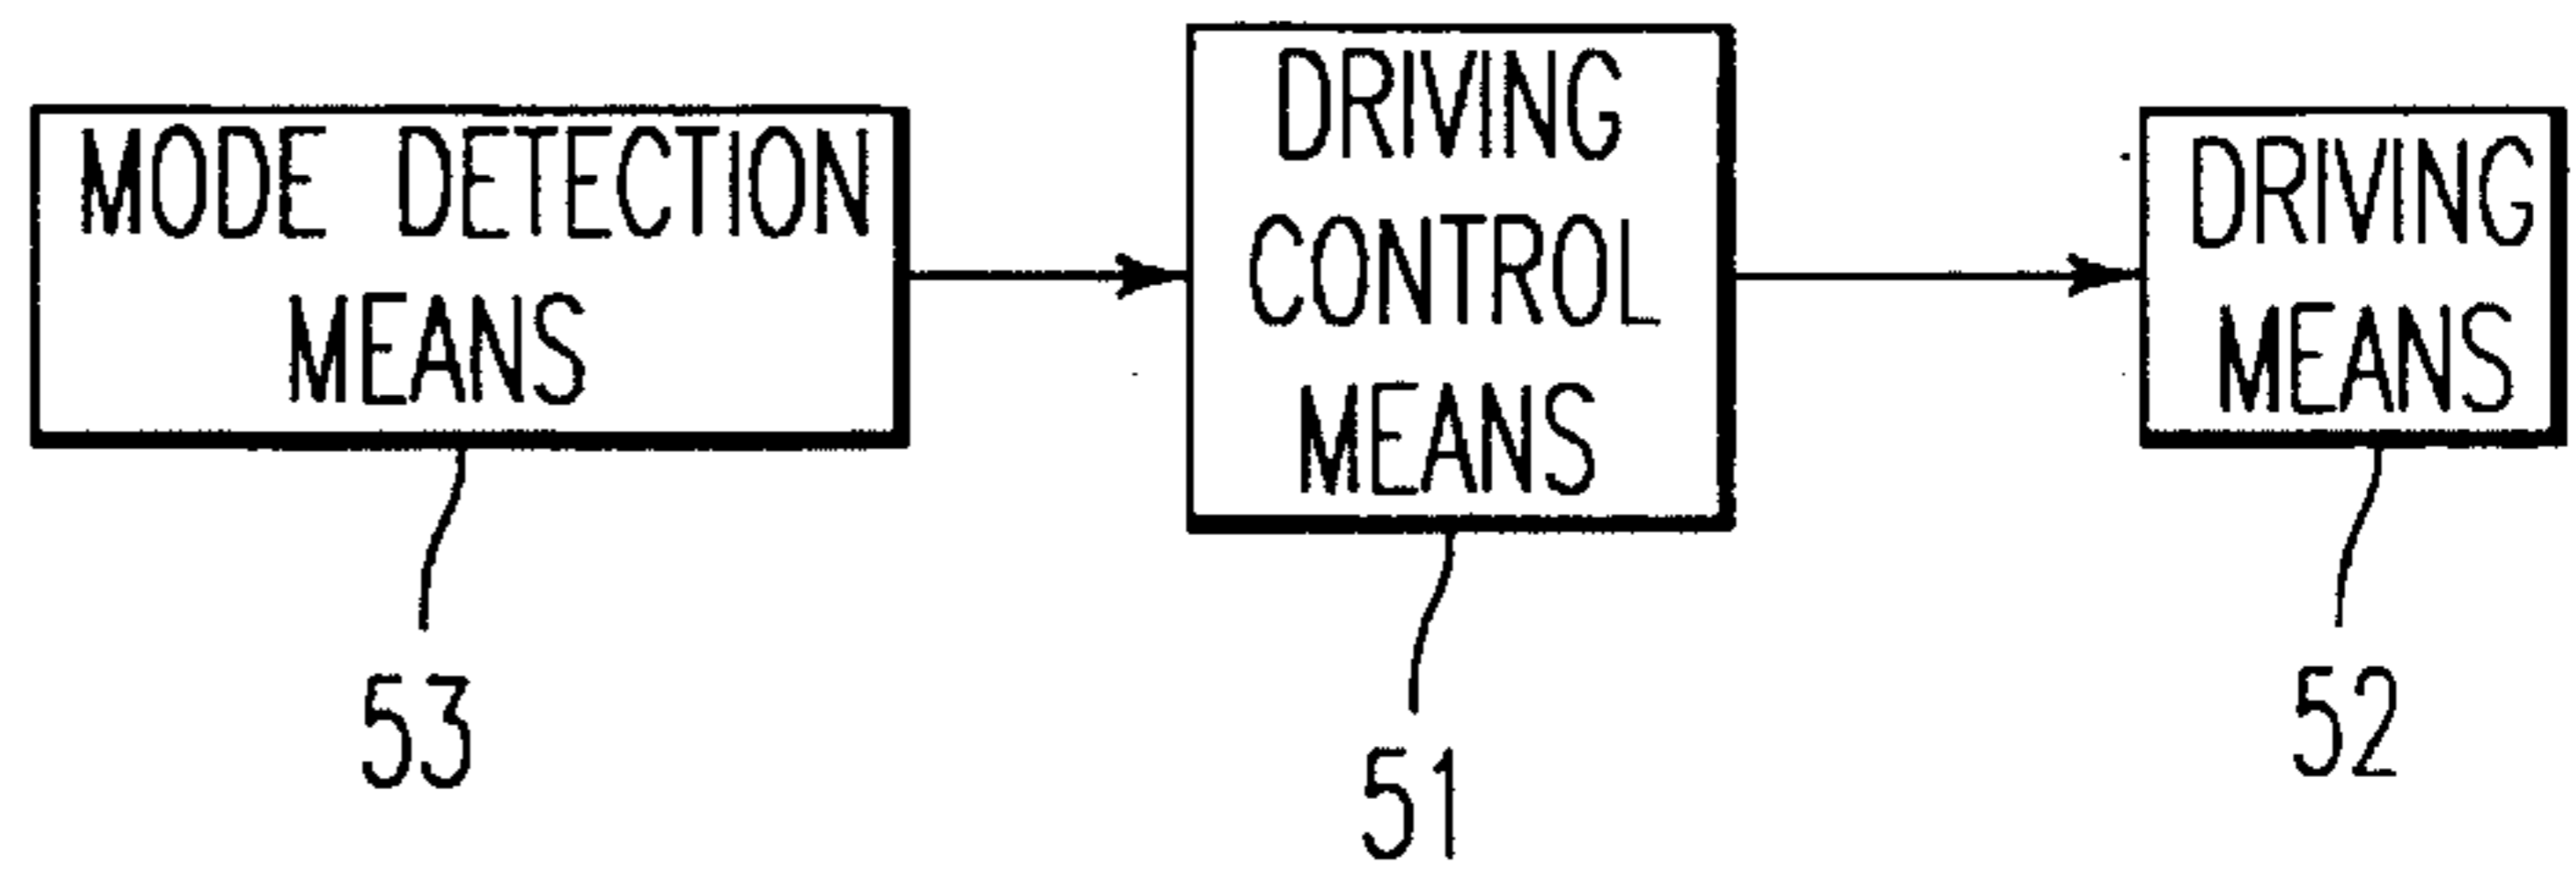 MODE DETECTION
MEANS
53
DRIVING
CONTROL
MEANS
51
DRIVING
MEANS
52